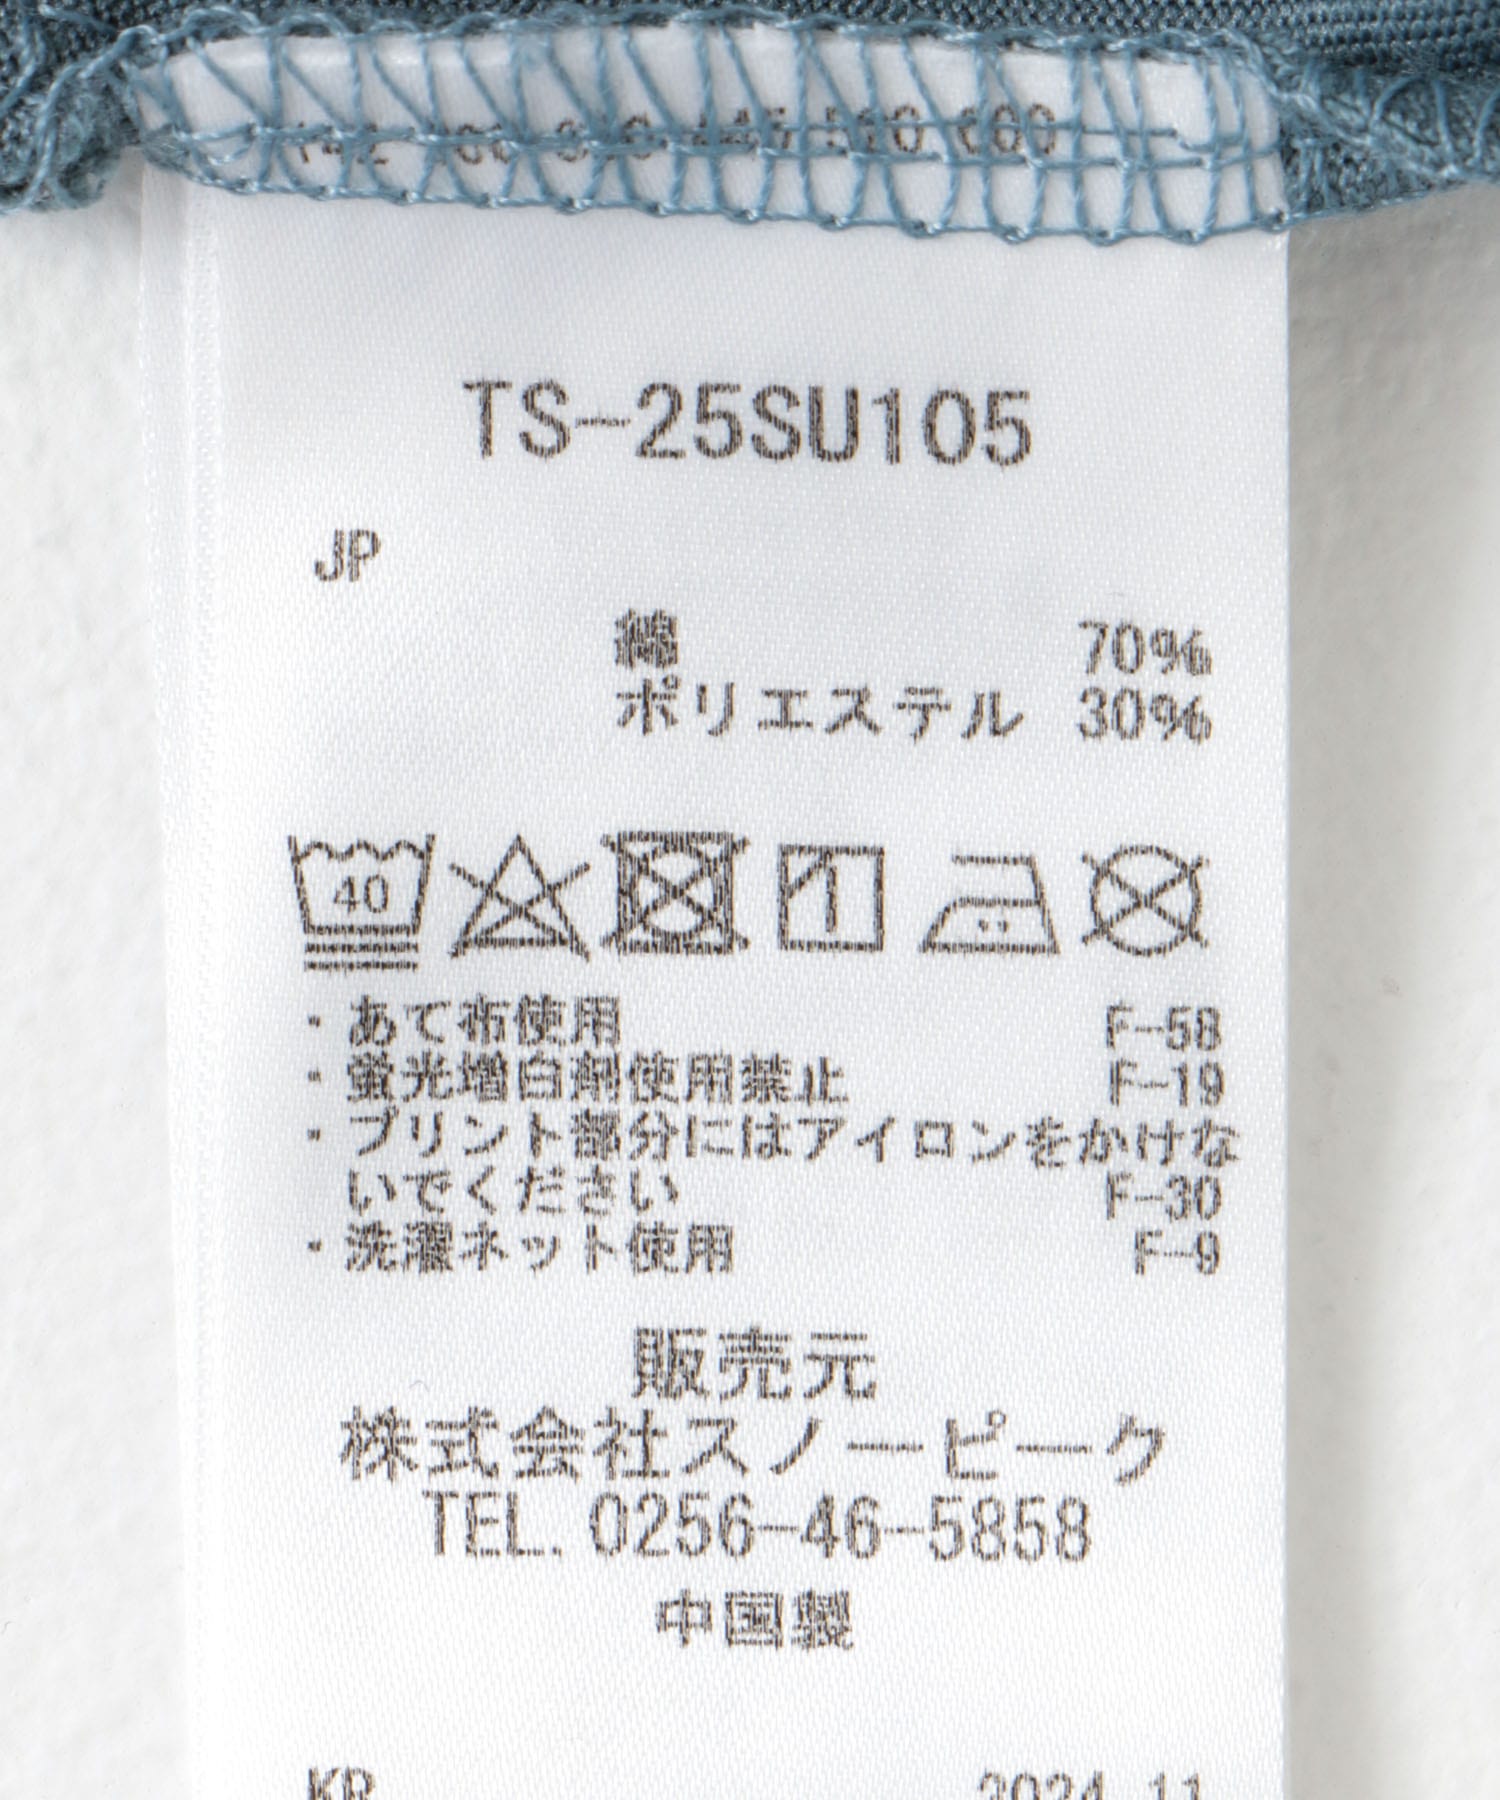 TS-25SU105
JP
綿 70%
ポリエステル 30%
40
・あて布使用 F-58
・蛍光増白剤使用禁止 F-19
・プリント部分にはアイロンをかけな
いでください F-30
・洗濯ネット使用 F-9
販売元
株式会社スノーピーク
TEL. 0256-46-5858
中国製
KR 2024.11